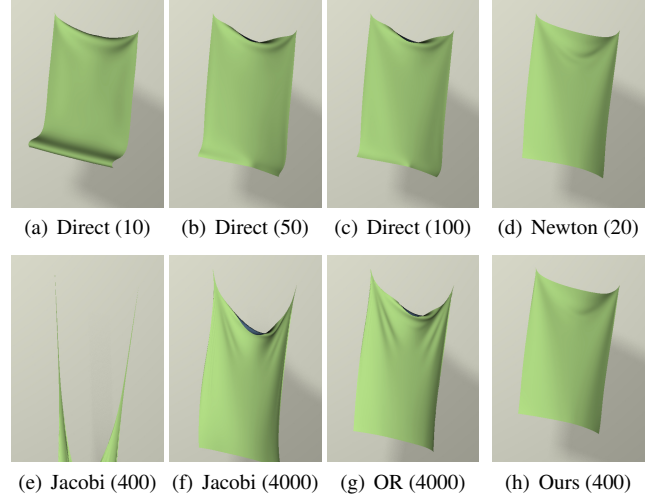 (a) Direct (10)
(b) Direct (50)
(c) Direct (100)
(d) Newton (20)
(e) Jacobi (400)
(f) Jacobi (4000)
(g) OR (4000)
(h) Ours (400)